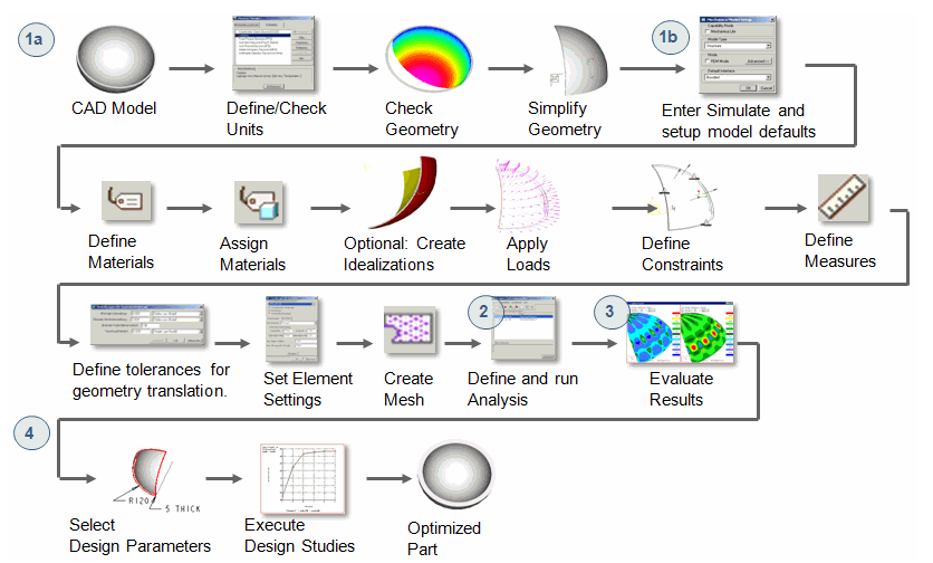 1a
1b
CAD Model
Define/Check
Units
Check
Geometry
Simplify
Geometry
Enter Simulate and
setup model defaults
Define
Materials
Assign
Materials
Optional: Create
Idealizations
Apply
Loads
Define
Constraints
Define
Measures
2
3
Define tolerances for
geometry translation.
Set Element
Settings
Create
Mesh
Define and run
Analysis
Evaluate
Results
4
R120
5 THICK
Select
Design Parameters
Execute
Design Studies
Optimized
Part